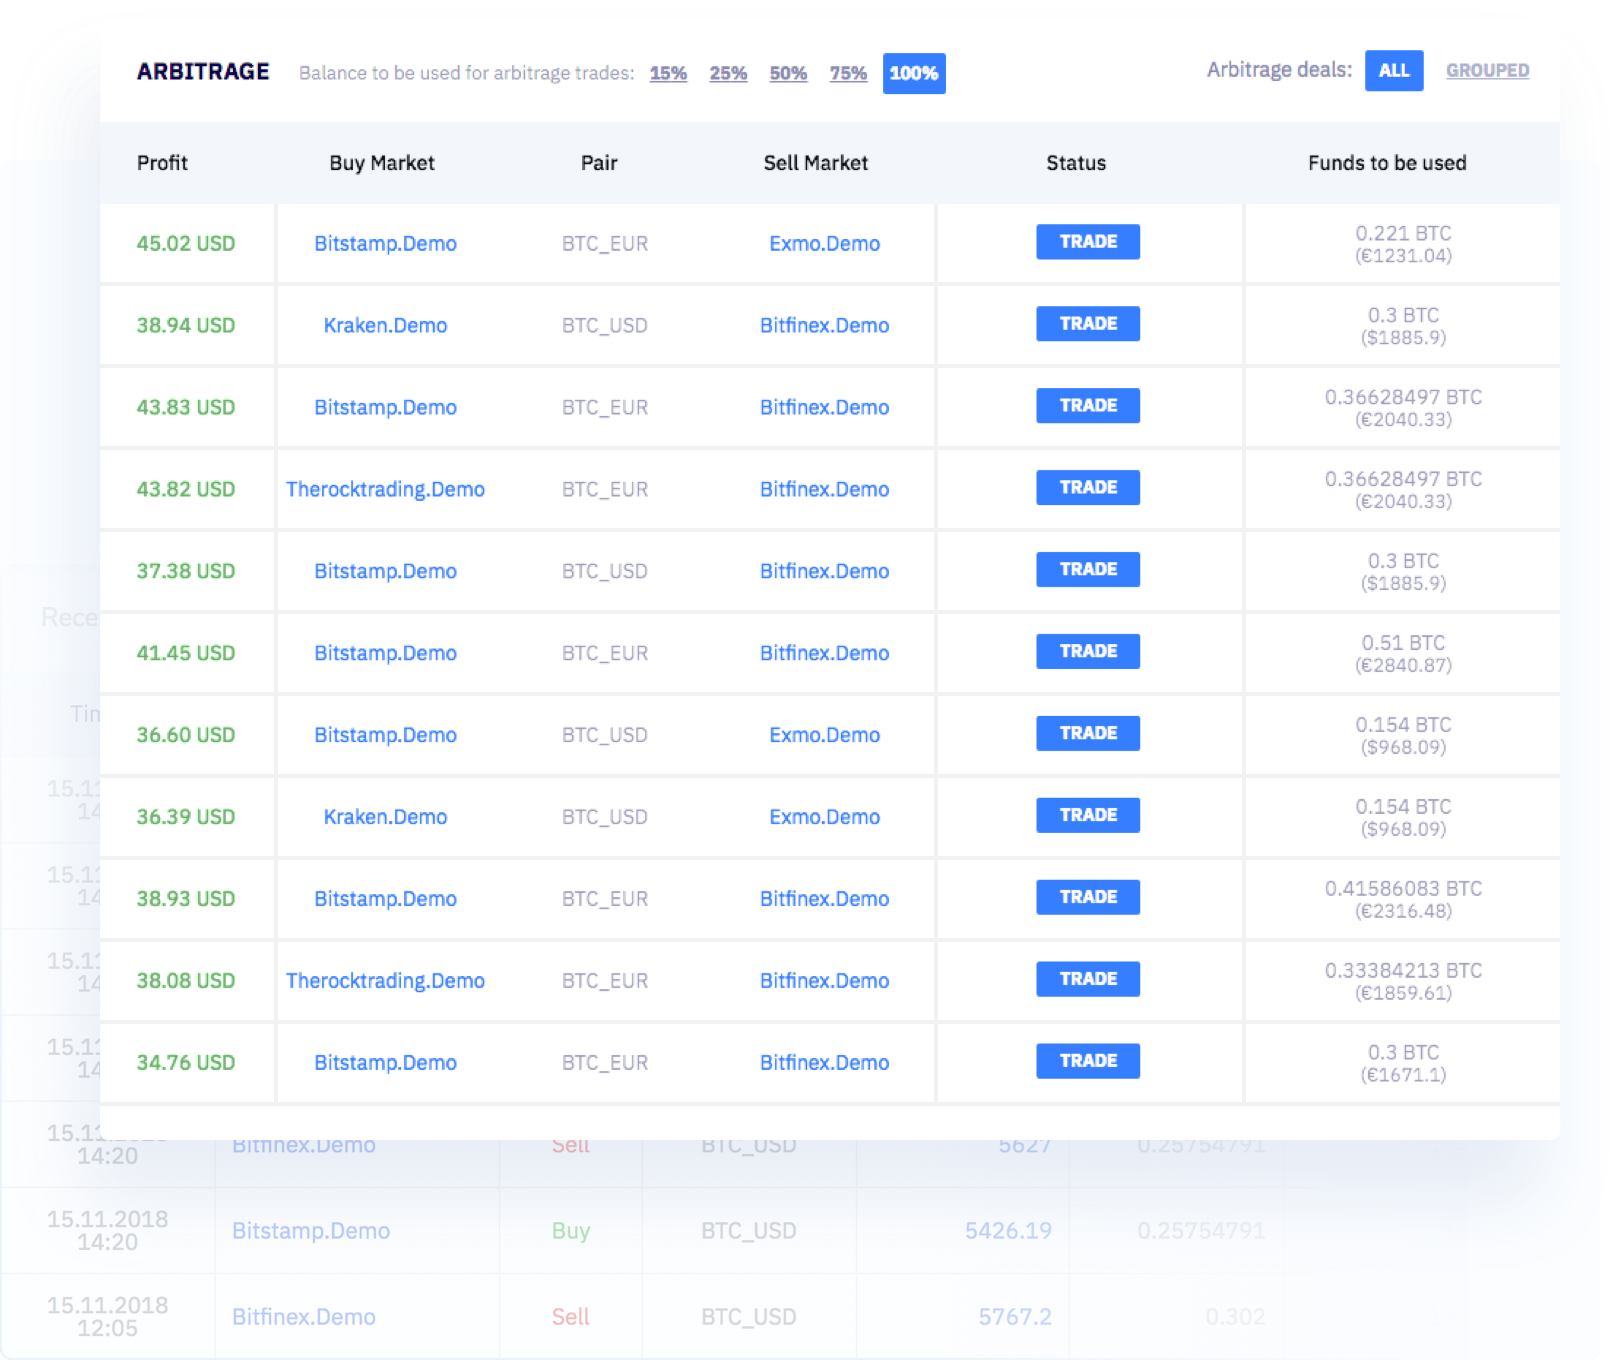 ARBITRAGE Balance to be used for arbitrage trades: 15% 25% 50% 75% 100% Arbitrage deals: ALL GROUPED
Profit Buy Market Pair Sell Market Status Funds to be used
45.02 USD Bitstamp.Demo BTC_EUR Exmo.Demo TRADE 0.221 BTC
(€1231.04)
38.94 USD Kraken.Demo BTC_USD Bitfinex.Demo TRADE 0.3 BTC
($1885.9)
43.83 USD Bitstamp.Demo BTC_EUR Bitfinex.Demo TRADE 0.36628497 BTC
(€2040.33)
43.82 USD Therocktrading.Demo BTC_EUR Bitfinex.Demo TRADE 0.36628497 BTC
(€2040.33)
37.38 USD Bitstamp.Demo BTC_USD Bitfinex.Demo TRADE 0.3 BTC
($1885.9)
41.45 USD Bitstamp.Demo BTC_EUR Bitfinex.Demo TRADE 0.51 BTC
(€2840.87)
36.60 USD Bitstamp.Demo BTC_USD Exmo.Demo TRADE 0.154 BTC
($968.09)
36.39 USD Kraken.Demo BTC_USD Exmo.Demo TRADE 0.154 BTC
($968.09)
38.93 USD Bitstamp.Demo BTC_EUR Bitfinex.Demo TRADE 0.41586083 BTC
(€2316.48)
38.08 USD Therocktrading.Demo BTC_EUR Bitfinex.Demo TRADE 0.33384213 BTC
(€1859.61)
34.76 USD Bitstamp.Demo BTC_EUR Bitfinex.Demo TRADE 0.3 BTC
(€1671.1)
Bitfinex.Demo Sell BTC_USD 5627 0.25754791
14:20
15.11.2018 Bitstamp.Demo Buy BTC_USD 5426.19 0.25754791
14:20
15.11.2018 Bitfinex.Demo Sell BTC_USD 5767.2 0.302
12:05